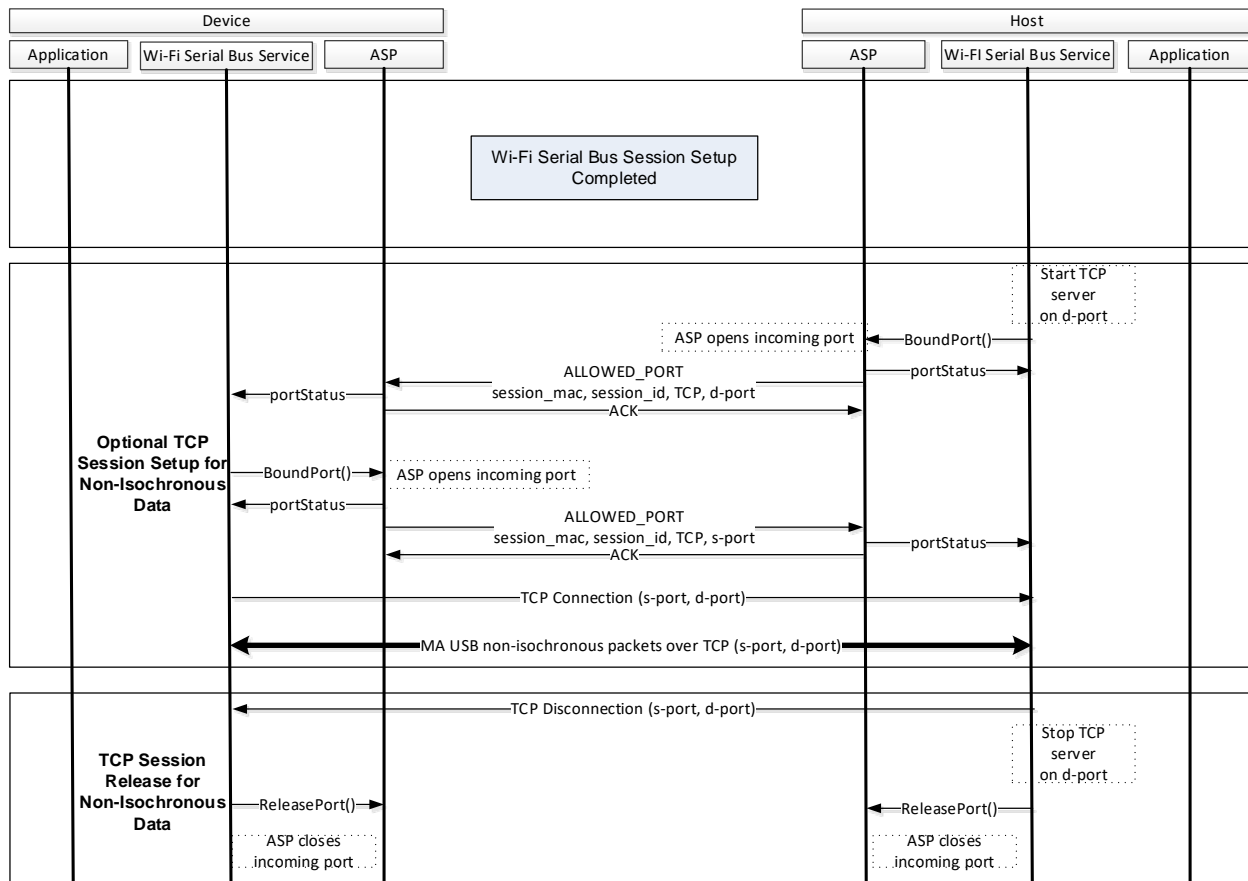 Device
Host
Application
Wi-Fi Serial Bus Service
ASP
ASP
Wi-FI Serial Bus Service
Application
Wi-Fi Serial Bus Session Setup
Completed
Start TCP
server
on d-port
ASP opens incoming port
BoundPort()
portStatus
ALLOWED_PORT
session_mac, session_id, TCP, d-port
portStatus
ACK
Optional TCP
Session Setup for
Non-Isochronous
Data
BoundPort()
ASP opens incoming port
portStatus
ALLOWED_PORT
session_mac, session_id, TCP, s-port
portStatus
ACK
TCP Connection (s-port, d-port)
MA USB non-isochronous packets over TCP (s-port, d-port)
TCP Disconnection (s-port, d-port)
Stop TCP
server
on d-port
TCP Session
Release for
Non-Isochronous
Data
ReleasePort()
ReleasePort()
ASP closes
incoming port
ASP closes
incoming port